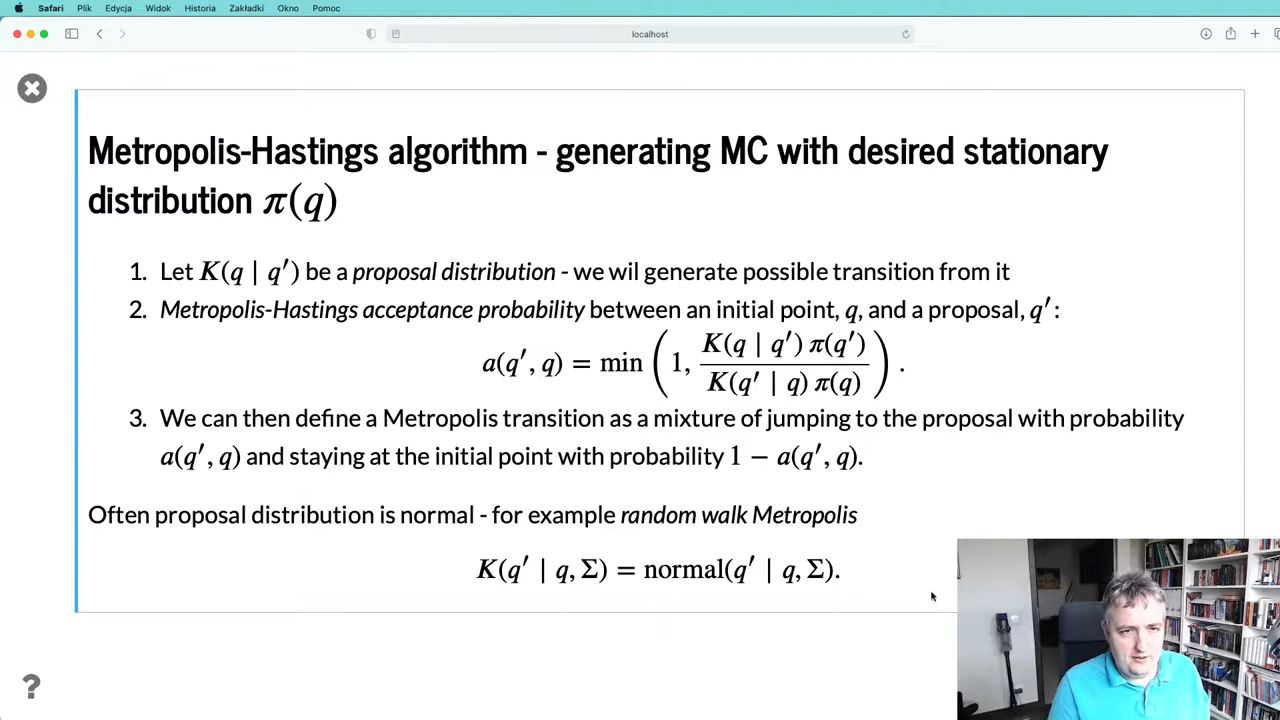 Safari Plik Edycja Widok Historia Zakładki Okno Pomoc
localhost
Metropolis-Hastings algorithm - generating MC with desired stationary
distribution π(q)
1. Let K(q | q′) be a proposal distribution - we wil generate possible transition from it
2. Metropolis-Hastings acceptance probability between an initial point, q, and a proposal, q′:
a(q′, q) = min (1, K(q | q′) π(q′) / K(q′ | q) π(q)) .
3. We can then define a Metropolis transition as a mixture of jumping to the proposal with probability
a(q′, q) and staying at the initial point with probability 1 − a(q′, q).
Often proposal distribution is normal - for example random walk Metropolis
K(q′ | q, Σ) = normal(q′ | q, Σ).
?